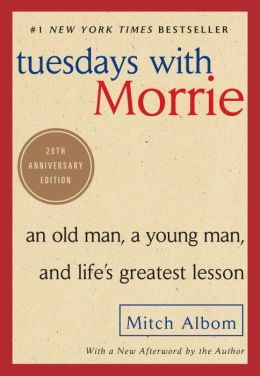 #1 NEW YORK TIMES BESTSELLER
tuesdays with
Morrie
20TH
ANNIVERSARY
EDITION
an old man, a young man,
and life's greatest lesson
Mitch Albom
With a New Afterword by the Author